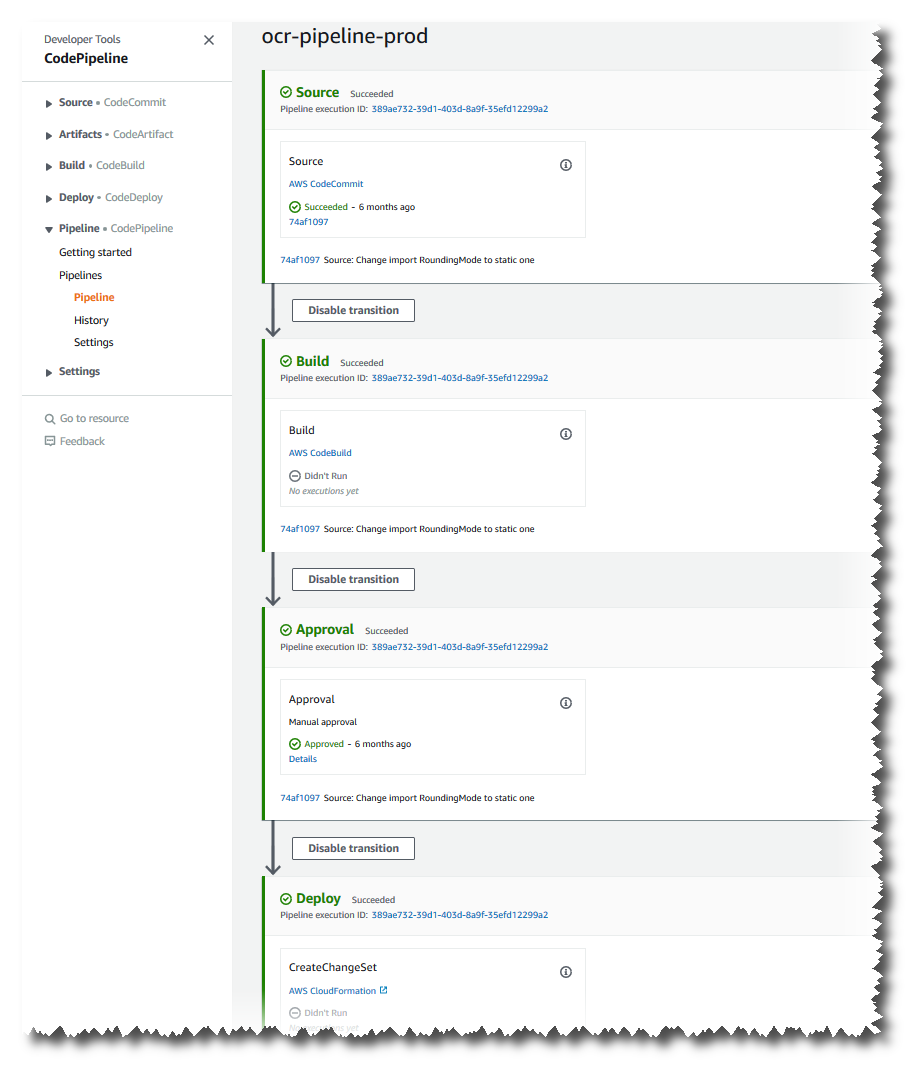 Developer Tools
CodePipeline
Source • CodeCommit
Artifacts • CodeArtifact
Build • CodeBuild
Deploy • CodeDeploy
Pipeline • CodePipeline
Getting started
Pipelines
Pipeline
History
Settings
Settings
Go to resource
Feedback
ocr-pipeline-prod
Source Succeeded
Pipeline execution ID: 389ae732-39d1-403d-8a9f-35efd12299a2
Source
AWS CodeCommit
Succeeded - 6 months ago
74af1097
74af1097 Source: Change import RoundingMode to static one
Disable transition
Build Succeeded
Pipeline execution ID: 389ae732-39d1-403d-8a9f-35efd12299a2
Build
AWS CodeBuild
Didn't Run
No executions yet
74af1097 Source: Change import RoundingMode to static one
Disable transition
Approval Succeeded
Pipeline execution ID: 389ae732-39d1-403d-8a9f-35efd12299a2
Approval
Manual approval
Approved - 6 months ago
Details
74af1097 Source: Change import RoundingMode to static one
Disable transition
Deploy Succeeded
Pipeline execution ID: 389ae732-39d1-403d-8a9f-35efd12299a2
CreateChangeSet
AWS CloudFormation
Didn't Run